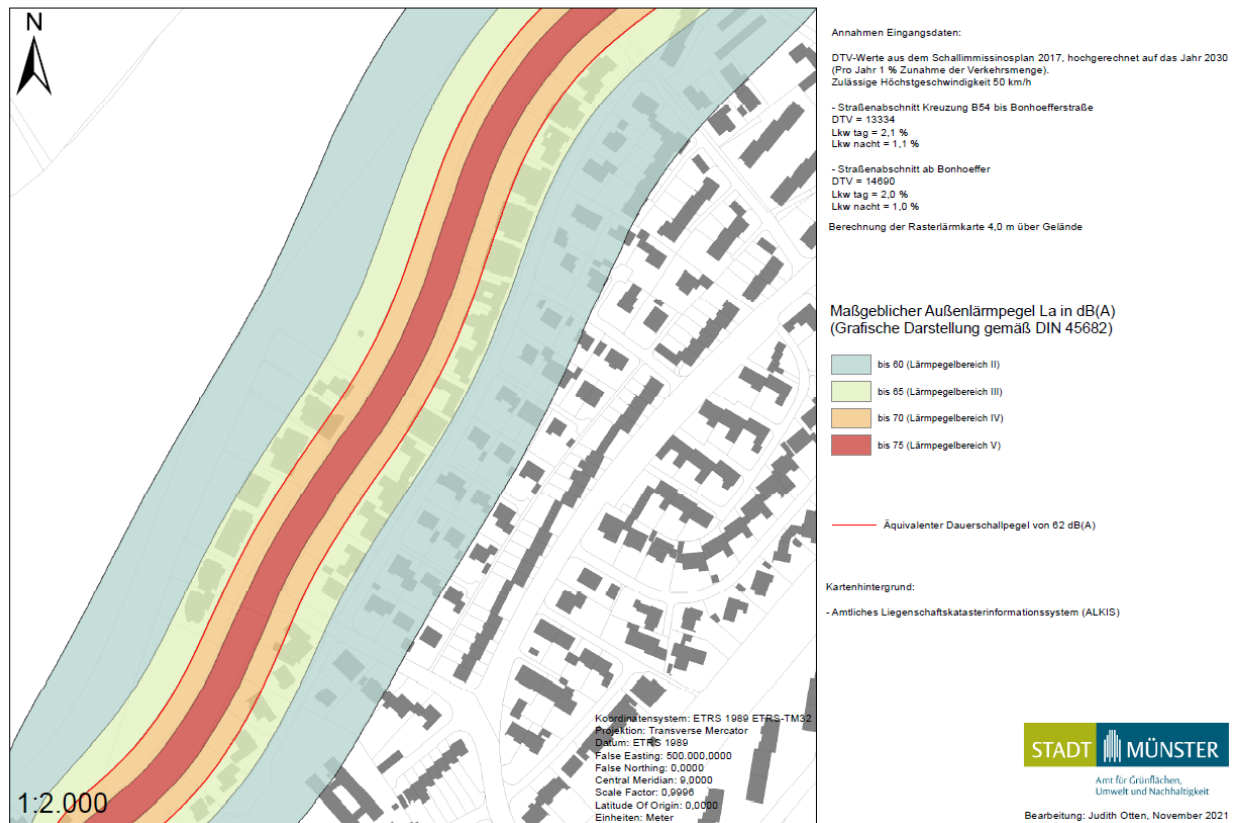 N
1:2.000
Koordinatensystem: ETRS 1989 ETRS-TM32
Projektion: Transverse Mercator
Datum: ETRS 1989
False Easting: 500.000,0000
False Northing: 0,0000
Central Meridian: 9,0000
Scale Factor: 0,9996
Latitude Of Origin: 0,0000
Einheiten: Meter
Annahmen Eingangsdaten:
DTV-Werte aus dem Schallimmissinosplan 2017, hochgerechnet auf das Jahr 2030
(Pro Jahr 1 % Zunahme der Verkehrsmenge).
Zulässige Höchstgeschwindigkeit 50 km/h
- Straßenabschnitt Kreuzung B54 bis Bonhoefferstraße
DTV = 13334
Lkw tag = 2,1 %
Lkw nacht = 1,1 %
- Straßenabschnitt ab Bonhoeffer
DTV = 14690
Lkw tag = 2,0 %
Lkw nacht = 1,0 %
Berechnung der Rasterlärmkarte 4,0 m über Gelände
Maßgeblicher Außenlärmpegel La in dB(A)
(Grafische Darstellung gemäß DIN 45682)
bis 60 (Lärmpegelbereich II)
bis 65 (Lärmpegelbereich III)
bis 70 (Lärmpegelbereich IV)
bis 75 (Lärmpegelbereich V)
Äquivalenter Dauerschallpegel von 62 dB(A)
Kartenhintergrund:
- Amtliches Liegenschaftskatasterinformationssystem (ALKIS)
STADT MÜNSTER
Amt für Grünflächen,
Umwelt und Nachhaltigkeit
Bearbeitung: Judith Otten, November 2021